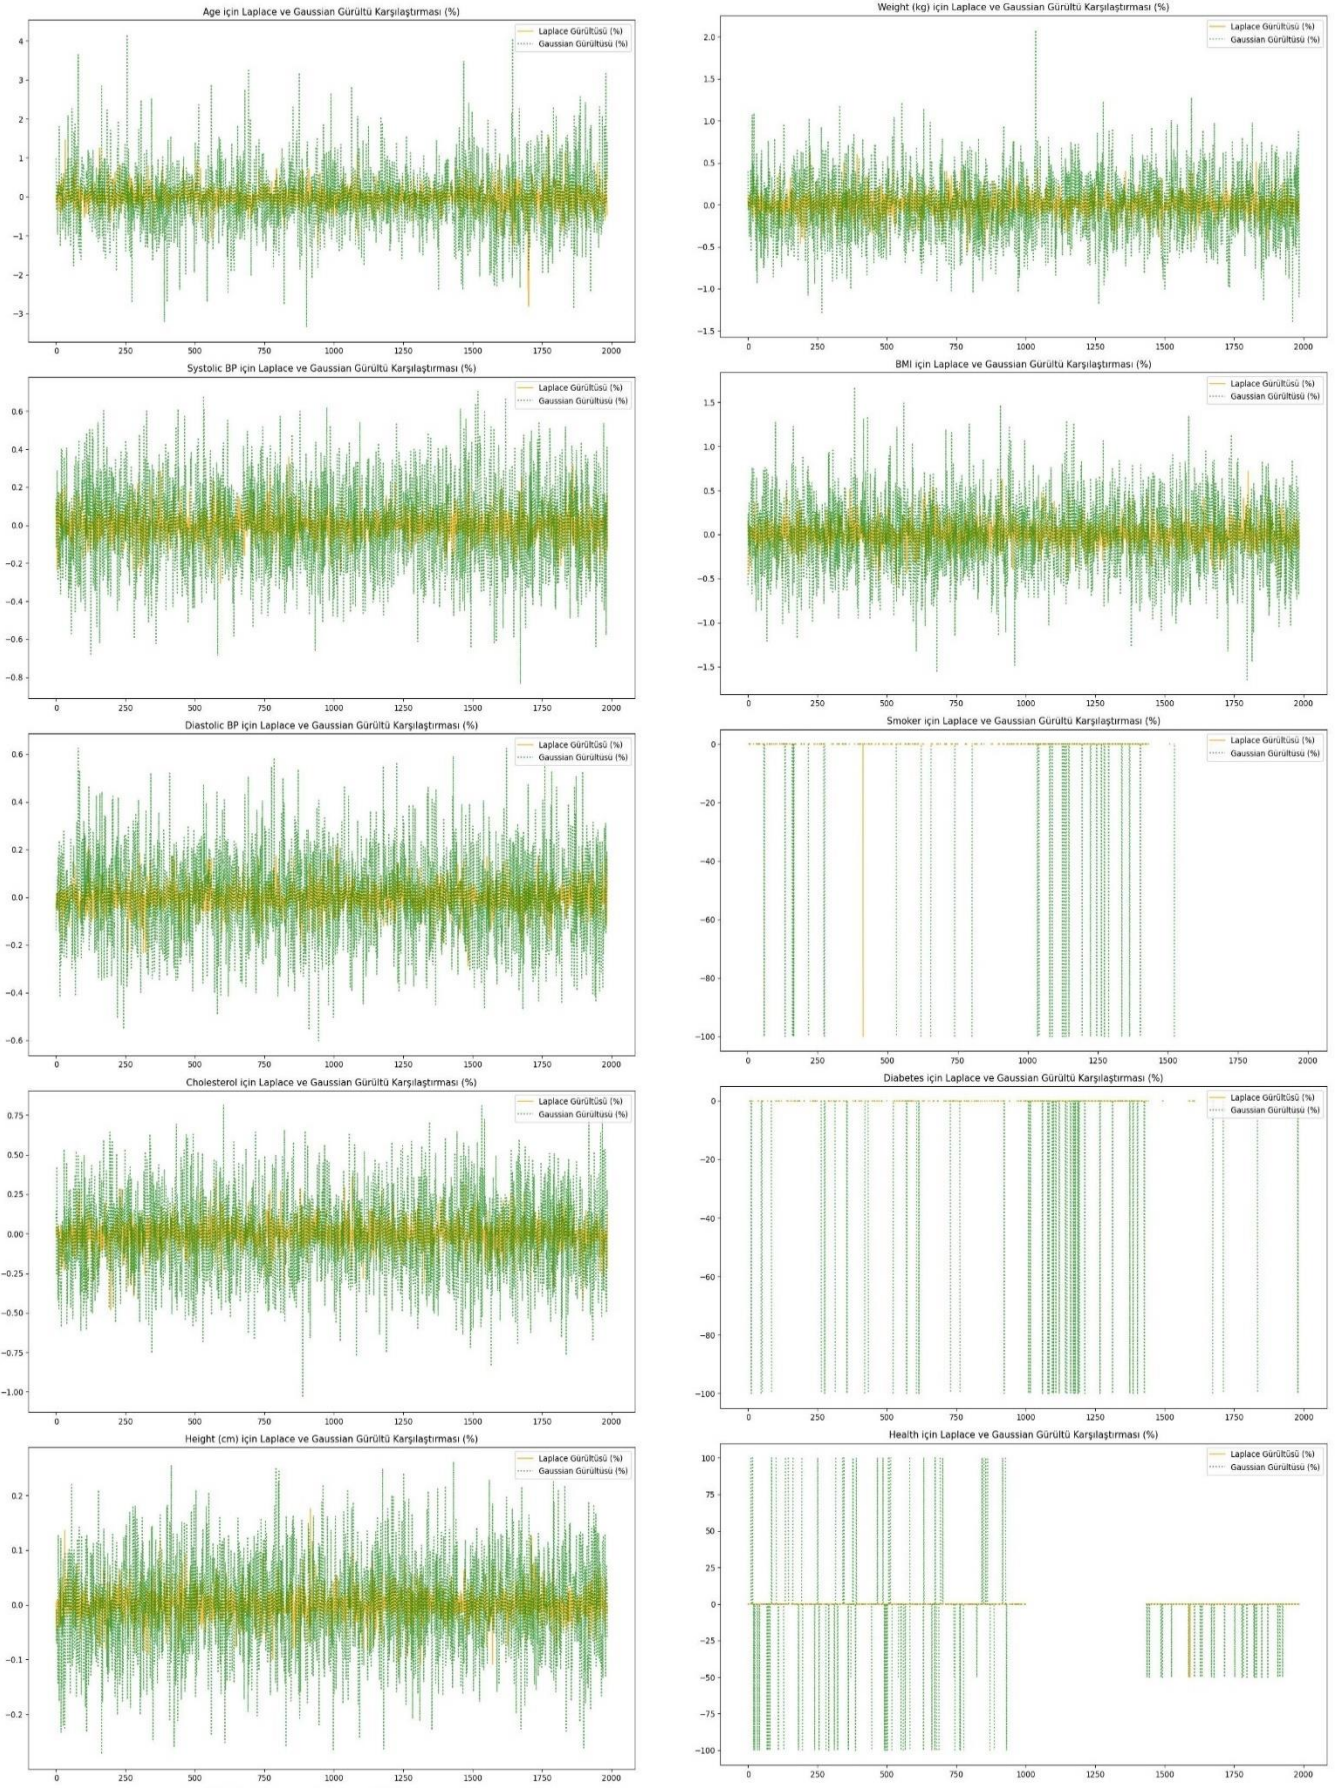 Age için Laplace ve Gaussian Gürültü Karşılaştırması (%)
Laplace Gürültüsü (%)
Gaussian Gürültüsü (%)
4
3
2
1
0
−1
−2
−3
0 250 500 750 1000 1250 1500 1750 2000
Weight (kg) için Laplace ve Gaussian Gürültü Karşılaştırması (%)
Laplace Gürültüsü (%)
Gaussian Gürültüsü (%)
2.0
1.5
1.0
0.5
0.0
−0.5
−1.0
−1.5
0 250 500 750 1000 1250 1500 1750 2000
Systolic BP için Laplace ve Gaussian Gürültü Karşılaştırması (%)
Laplace Gürültüsü (%)
Gaussian Gürültüsü (%)
0.6
0.4
0.2
0.0
−0.2
−0.4
−0.6
−0.8
0 250 500 750 1000 1250 1500 1750 2000
BMI için Laplace ve Gaussian Gürültü Karşılaştırması (%)
Laplace Gürültüsü (%)
Gaussian Gürültüsü (%)
1.5
1.0
0.5
0.0
−0.5
−1.0
−1.5
0 250 500 750 1000 1250 1500 1750 2000
Diastolic BP için Laplace ve Gaussian Gürültü Karşılaştırması (%)
Laplace Gürültüsü (%)
Gaussian Gürültüsü (%)
0.6
0.4
0.2
0.0
−0.2
−0.4
−0.6
0 250 500 750 1000 1250 1500 1750 2000
Smoker için Laplace ve Gaussian Gürültü Karşılaştırması (%)
Laplace Gürültüsü (%)
Gaussian Gürültüsü (%)
0
−20
−40
−60
−80
−100
0 250 500 750 1000 1250 1500 1750 2000
Cholesterol için Laplace ve Gaussian Gürültü Karşılaştırması (%)
Laplace Gürültüsü (%)
Gaussian Gürültüsü (%)
0.75
0.50
0.25
0.00
−0.25
−0.50
−0.75
−1.00
0 250 500 750 1000 1250 1500 1750 2000
Diabetes için Laplace ve Gaussian Gürültü Karşılaştırması (%)
Laplace Gürültüsü (%)
Gaussian Gürültüsü (%)
0
−20
−40
−60
−80
−100
0 250 500 750 1000 1250 1500 1750 2000
Height (cm) için Laplace ve Gaussian Gürültü Karşılaştırması (%)
Laplace Gürültüsü (%)
Gaussian Gürültüsü (%)
0.2
0.1
0.0
−0.1
−0.2
0 250 500 750 1000 1250 1500 1750 2000
Health için Laplace ve Gaussian Gürültü Karşılaştırması (%)
Laplace Gürültüsü (%)
Gaussian Gürültüsü (%)
100
75
50
25
0
−25
−50
−75
−100
0 250 500 750 1000 1250 1500 1750 2000